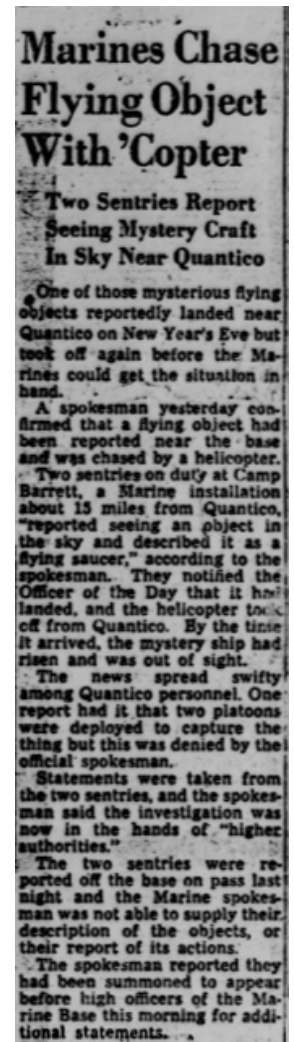 Marines Chase
Flying Object
With 'Copter
Two Sentries Report
Seeing Mystery Craft
In Sky Near Quantico
One of those mysterious flying
objects reportedly landed near
Quantico on New Year's Eve but
took off again before the Ma-
rines could get the situation in
hand.
A spokesman yesterday con-
firmed that a flying object had
been reported near the base
and was chased by a helicopter.
Two sentries on duty at Camp
Barrett, a Marine installation
about 15 miles from Quantico,
"reported seeing an object in
the sky and described it as a
flying saucer," according to the
spokesman. They notified the
Officer of the Day that it had
landed, and the helicopter took
off from Quantico. By the time
it arrived, the mystery ship had
risen and was out of sight.
The news spread swifty
among Quantico personnel. One
report had it that two platoons
were deployed to capture the
thing but this was denied by the
official spokesman.
Statements were taken from
the two sentries, and the spokes-
man said the investigation was
now in the hands of "higher
authorities."
The two sentries were re-
ported off the base on pass last
night and the Marine spokes-
man was not able to supply their
description of the objects, or
their report of its actions.
The spokesman reported they
had been summoned to appear
before high officers of the Ma-
rine Base this morning for addi-
tional statements.